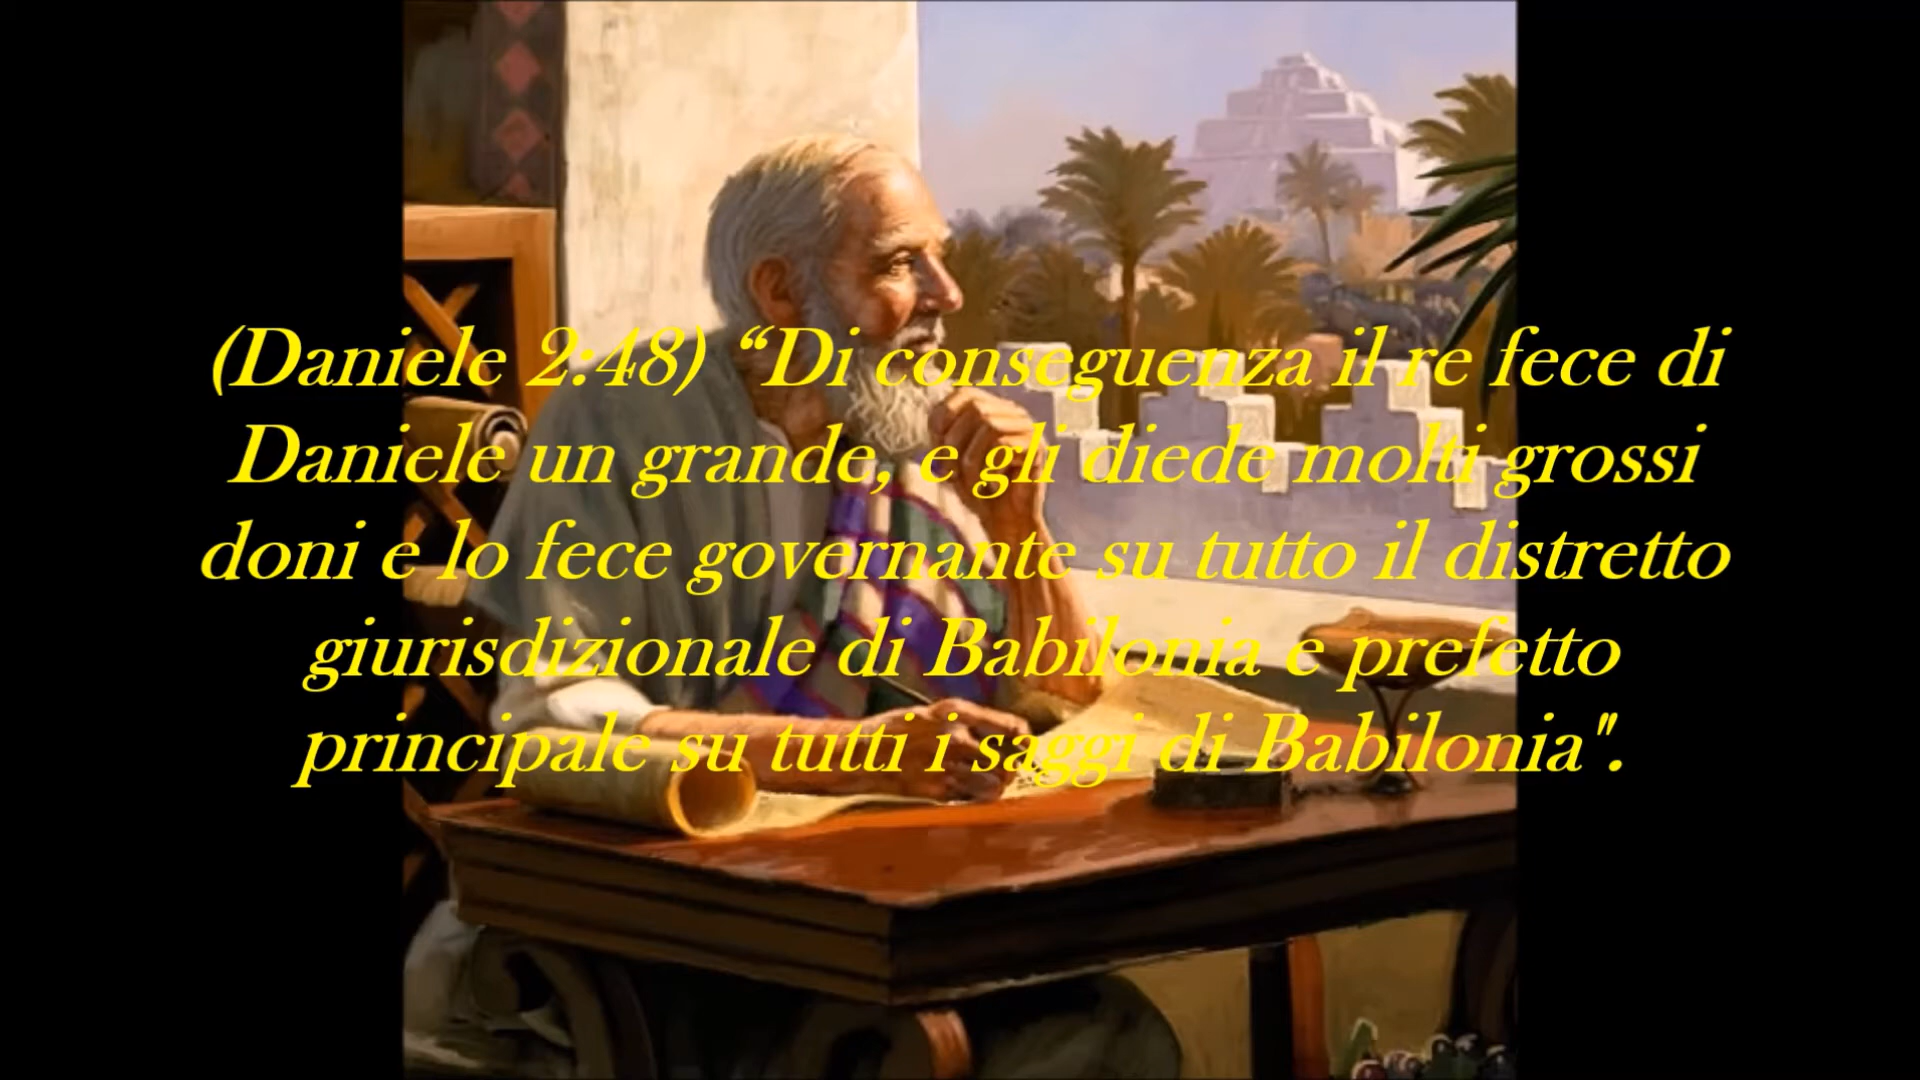 (Daniele 2:48) “Di conseguenza il re fece di
Daniele un grande, e gli diede molti grossi
doni e lo fece governante su tutto il distretto
giurisdizionale di Babilonia e prefetto
principale su tutti i saggi di Babilonia".